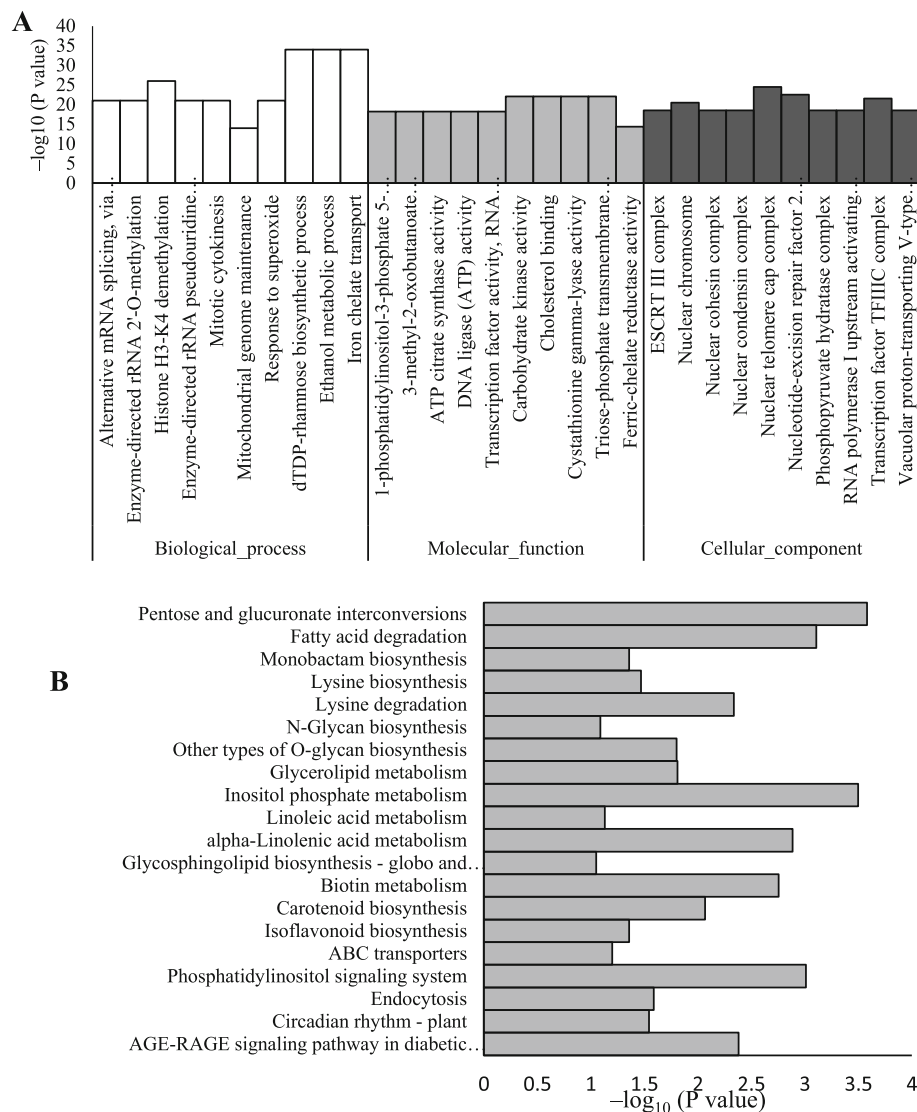 A
–log10 (P value)
40
35
30
25
20
15
10
5
0
Alternative mRNA splicing, via…
Enzyme-directed rRNA 2'-O-methylation
Histone H3-K4 demethylation
Enzyme-directed rRNA pseudouridine…
Mitotic cytokinesis
Mitochondrial genome maintenance
Response to superoxide
dTDP-rhamnose biosynthetic process
Ethanol metabolic process
Iron chelate transport
1-phosphatidylinositol-3-phosphate 5-…
3-methyl-2-oxobutanoate…
ATP citrate synthase activity
DNA ligase (ATP) activity
Transcription factor activity, RNA…
Carbohydrate kinase activity
Cholesterol binding
Cystathionine gamma-lyase activity
Triose-phosphate transmembrane…
Ferric-chelate reductase activity
ESCRT III complex
Nuclear chromosome
Nuclear cohesin complex
Nuclear condensin complex
Nuclear telomere cap complex
Nucleotide-excision repair factor 2…
Phosphopyruvate hydratase complex
RNA polymerase I upstream activating…
Transcription factor TFIIIC complex
Vacuolar proton-transporting V-type…
Biological_process
Molecular_function
Cellular_component
B
Pentose and glucuronate interconversions
Fatty acid degradation
Monobactam biosynthesis
Lysine biosynthesis
Lysine degradation
N-Glycan biosynthesis
Other types of O-glycan biosynthesis
Glycerolipid metabolism
Inositol phosphate metabolism
Linoleic acid metabolism
alpha-Linolenic acid metabolism
Glycosphingolipid biosynthesis - globo and…
Biotin metabolism
Carotenoid biosynthesis
Isoflavonoid biosynthesis
ABC transporters
Phosphatidylinositol signaling system
Endocytosis
Circadian rhythm - plant
AGE-RAGE signaling pathway in diabetic…
0 0.5 1 1.5 2 2.5 3 3.5 4
–log10 (P value)